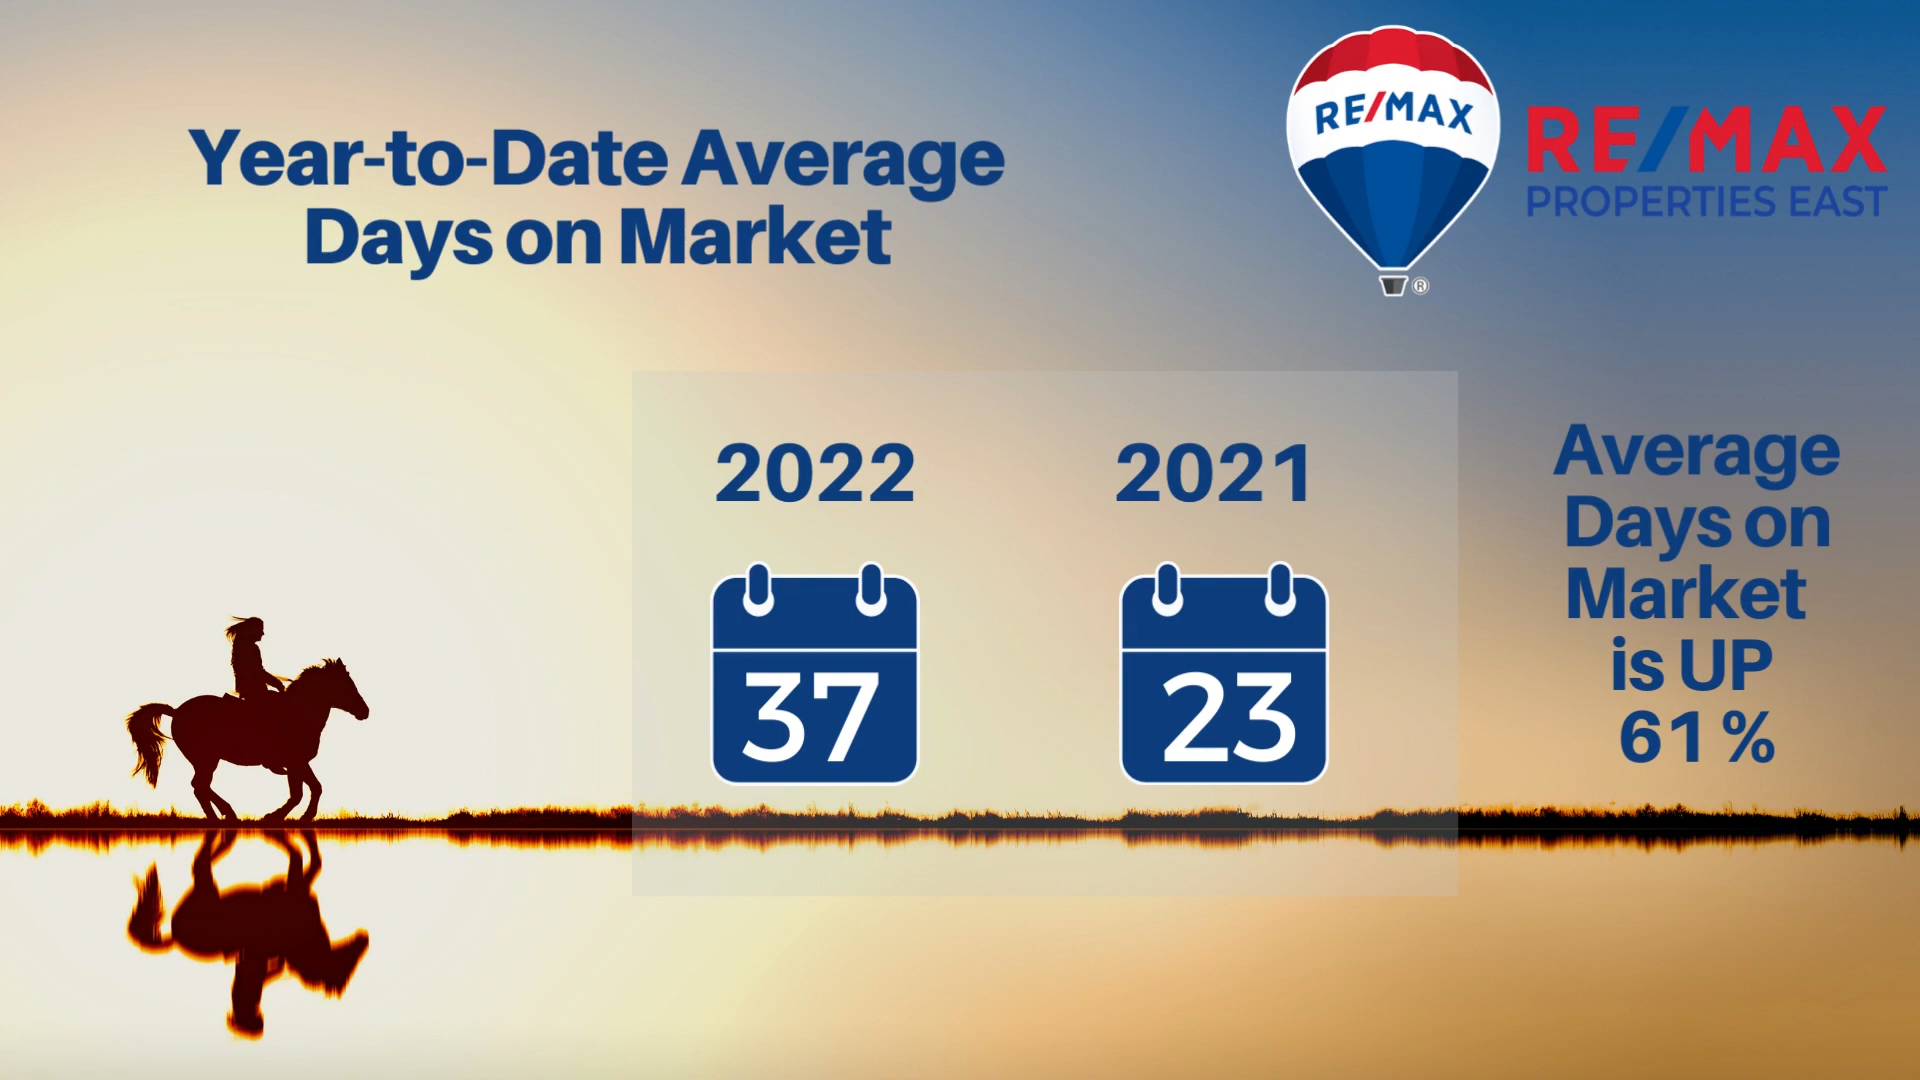 Year-to-Date Average
Days on Market
RE/MAX
®
RE/MAX
PROPERTIES EAST
2022
2021
37
23
Average
Days on
Market
is UP
61 %